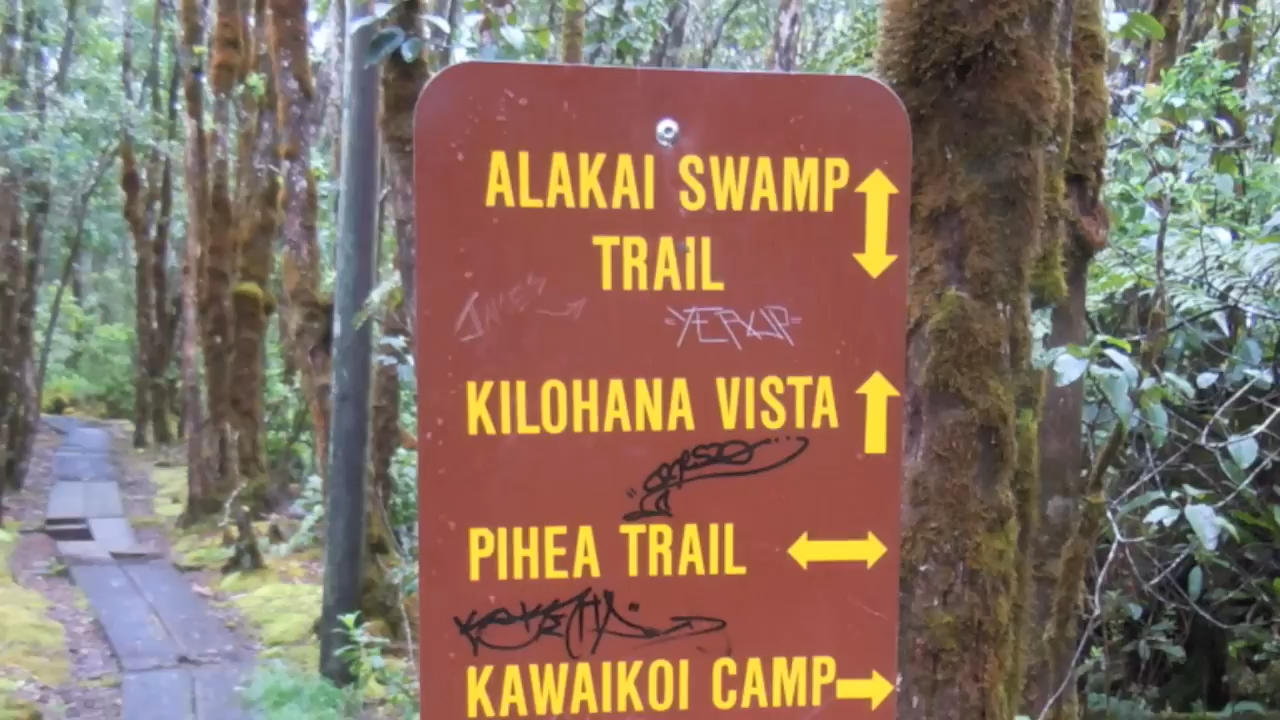 ALAKAI SWAMP
TRAIL
KILOHANA VISTA
PIHEA TRAIL
KAWAIKOI CAMP